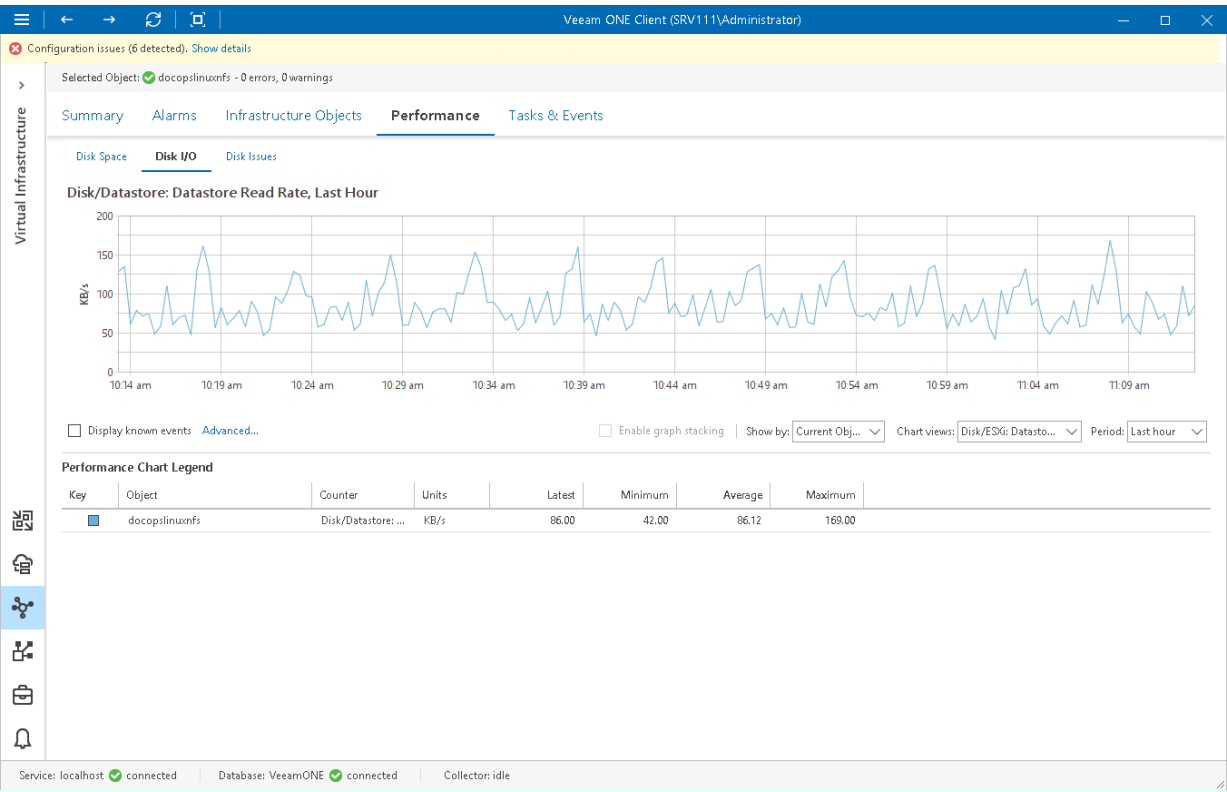 Veeam ONE Client (SRV111\Administrator)
Configuration issues (6 detected). Show details
Selected Object: docopslinuxnfs - 0 errors, 0 warnings
Virtual Infrastructure
Summary Alarms Infrastructure Objects Performance Tasks & Events
Disk Space Disk I/O Disk Issues
Disk/Datastore: Datastore Read Rate, Last Hour
200
150
100
50
0
KB/s
10:14 am 10:19 am 10:24 am 10:29 am 10:34 am 10:39 am 10:44 am 10:49 am 10:54 am 10:59 am 11:04 am 11:09 am
Display known events Advanced... Enable graph stacking Show by: Current Obj... Chart views: Disk/ESXi: Datasto... Period: Last hour
Performance Chart Legend
Key Object Counter Units Latest Minimum Average Maximum
docopslinuxnfs Disk/Datastore: ... KB/s 86.00 42.00 86.12 169.00
Service: localhost connected Database: VeeamONE connected Collector: idle